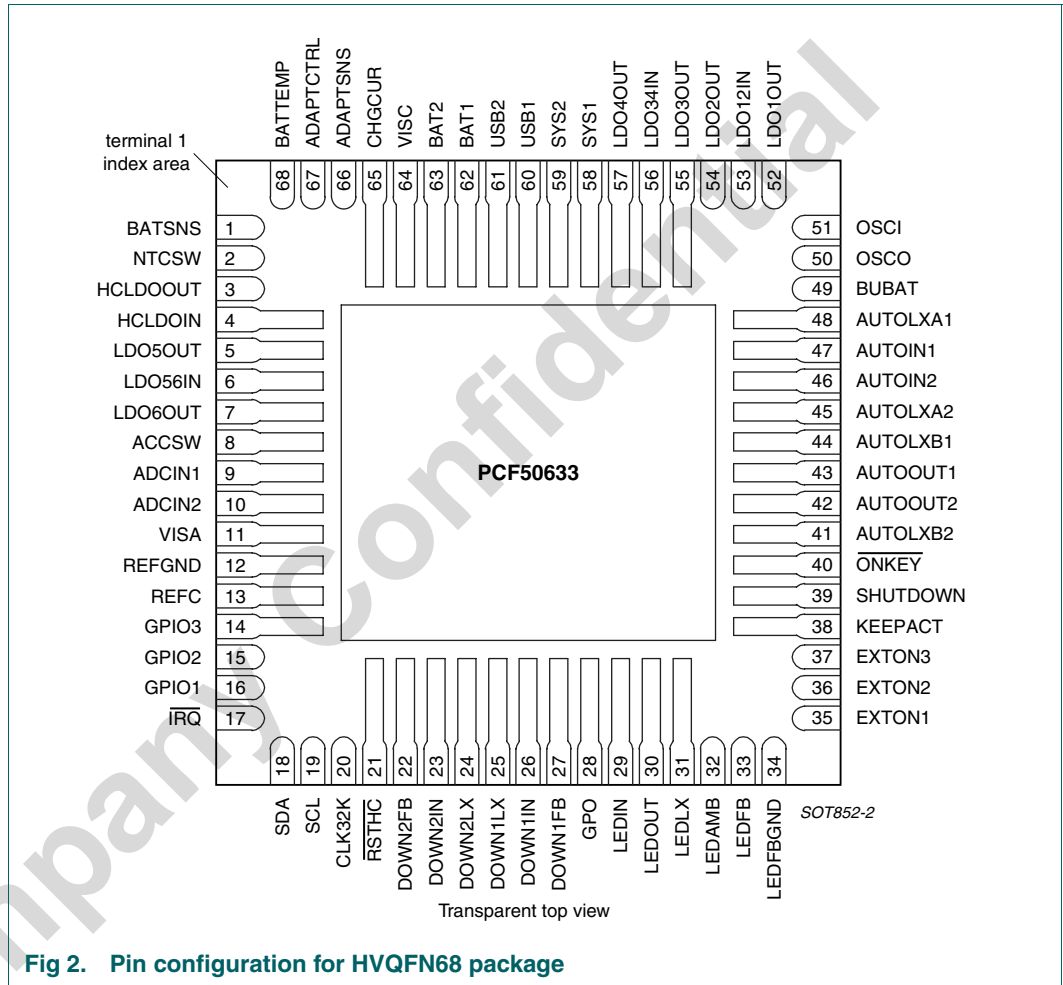 BATTEMP
ADAPTCTRL
ADAPTSNS
CHGCUR
VISC
BAT2
BAT1
USB2
USB1
SYS2
SYS1
LDO4OUT
LDO34IN
LDO3OUT
LDO2OUT
LDO12IN
LDO1OUT
terminal 1
index area
68
67
66
65
64
63
62
61
60
59
58
57
56
55
54
53
52
BATSNS 1
NTCSW 2
HCLDOOUT 3
HCLDOIN 4
LDO5OUT 5
LDO56IN 6
LDO6OUT 7
ACCSW 8
ADCIN1 9
ADCIN2 10
VISA 11
REFGND 12
REFC 13
GPIO3 14
GPIO2 15
GPIO1 16
IRQ 17
PCF50633
51 OSCI
50 OSCO
49 BUBAT
48 AUTOLXA1
47 AUTOIN1
46 AUTOIN2
45 AUTOLXA2
44 AUTOLXB1
43 AUTOOUT1
42 AUTOOUT2
41 AUTOLXB2
40 ONKEY
39 SHUTDOWN
38 KEEPACT
37 EXTON3
36 EXTON2
35 EXTON1
18
19
20
21
22
23
24
25
26
27
28
29
30
31
32
33
34
SDA
SCL
CLK32K
RSTHC
DOWN2FB
DOWN2IN
DOWN2LX
DOWN1LX
DOWN1IN
DOWN1FB
GPO
LEDIN
LEDOUT
LEDLX
LEDAMB
LEDFB
LEDFBGND
SOT852-2
Transparent top view
Fig 2. Pin configuration for HVQFN68 package
mpany Confidential